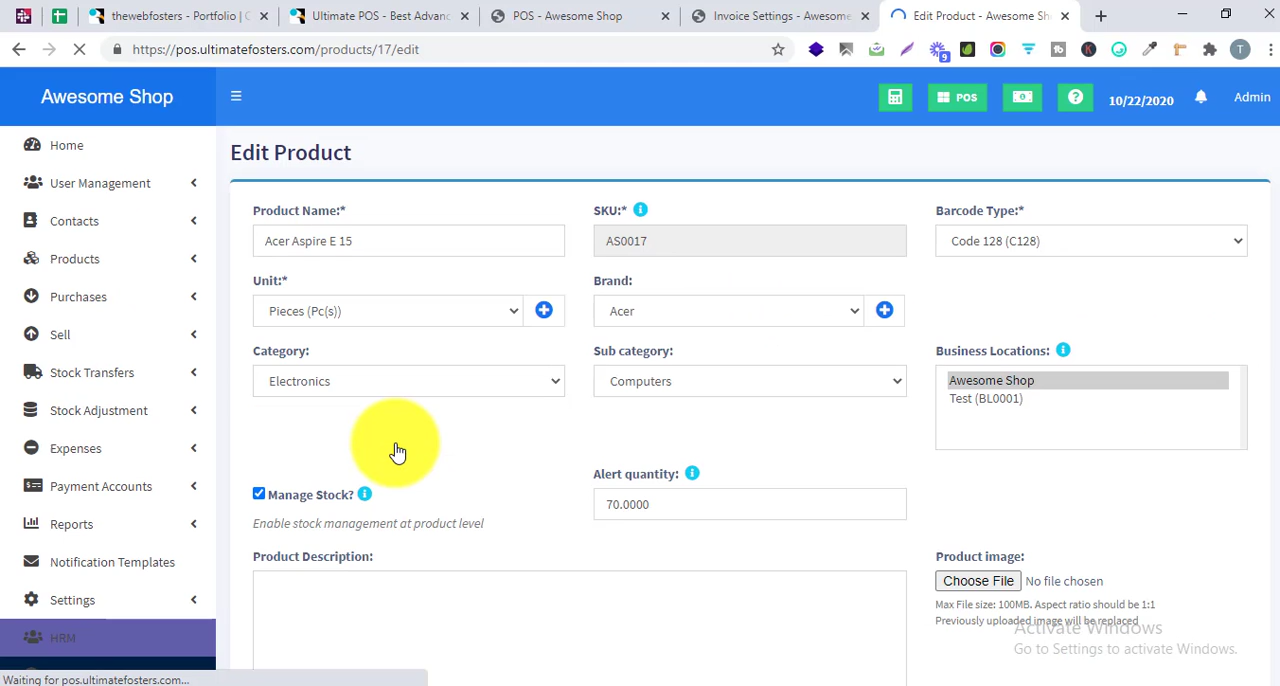 thewebfosters - Portfolio | C
Ultimate POS - Best Advanc
POS - Awesome Shop
Invoice Settings - Awesome
Edit Product - Awesome Sh
https://pos.ultimatefosters.com/products/17/edit
9
T
Awesome Shop
POS
10/22/2020
Admin
Home
User Management
Contacts
Products
Purchases
Sell
Stock Transfers
Stock Adjustment
Expenses
Payment Accounts
Reports
Notification Templates
Settings
HRM
Edit Product
Product Name:*
SKU:*
Barcode Type:*
Acer Aspire E 15
AS0017
Code 128 (C128)
Unit:*
Brand:
Pieces (Pc(s))
Acer
Category:
Sub category:
Business Locations:
Electronics
Computers
Awesome Shop
Test (BL0001)
Alert quantity:
Manage Stock?
70.0000
Enable stock management at product level
Product Description:
Product image:
Choose File No file chosen
Max File size: 100MB. Aspect ratio should be 1:1
Previously uploaded image will be replaced
Activate Windows
Go to Settings to activate Windows.
Waiting for pos.ultimatefosters.com...